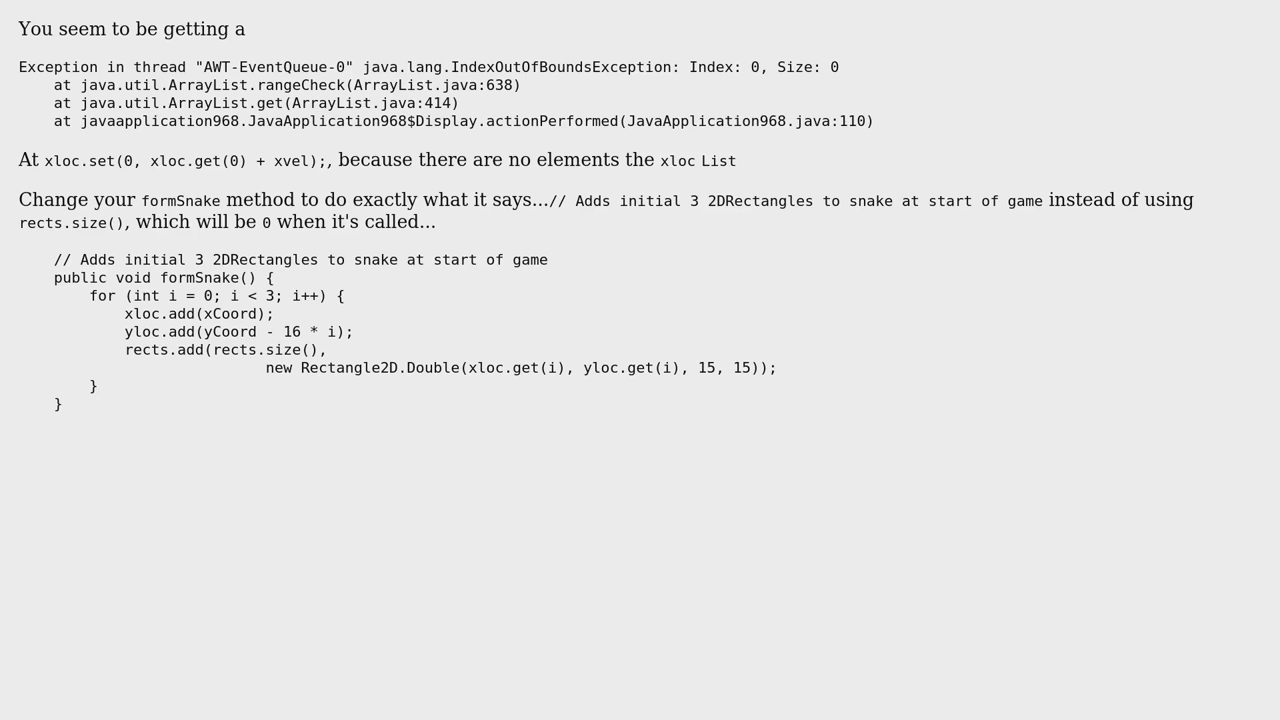 You seem to be getting a
Exception in thread "AWT-EventQueue-0" java.lang.IndexOutOfBoundsException: Index: 0, Size: 0
    at java.util.ArrayList.rangeCheck(ArrayList.java:638)
    at java.util.ArrayList.get(ArrayList.java:414)
    at javaapplication968.JavaApplication968$Display.actionPerformed(JavaApplication968.java:110)
At xloc.set(0, xloc.get(0) + xvel);, because there are no elements the xloc List
Change your formSnake method to do exactly what it says...// Adds initial 3 2DRectangles to snake at start of game instead of using
rects.size(), which will be 0 when it's called...
    // Adds initial 3 2DRectangles to snake at start of game
    public void formSnake() {
        for (int i = 0; i < 3; i++) {
            xloc.add(xCoord);
            yloc.add(yCoord - 16 * i);
            rects.add(rects.size(),
                            new Rectangle2D.Double(xloc.get(i), yloc.get(i), 15, 15));
        }
    }